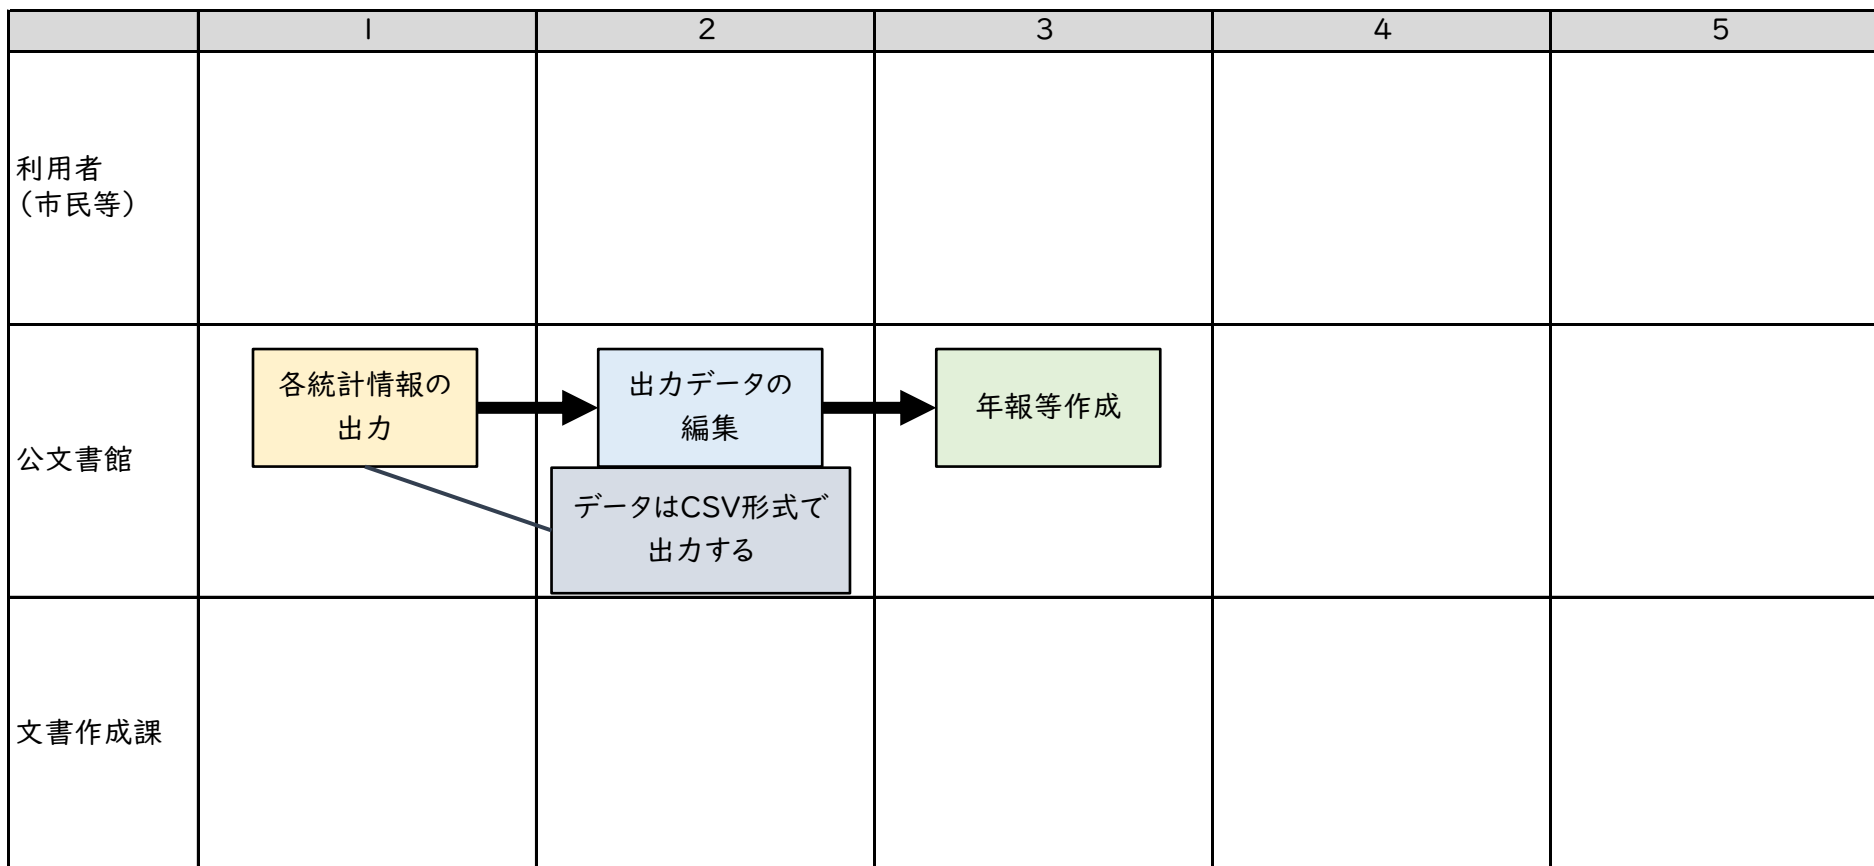 1
2
3
4
5
利用者
（市民等）
公文書館
各統計情報の
出力
出力データの
編集
年報等作成
データはCSV形式で
出力する
文書作成課